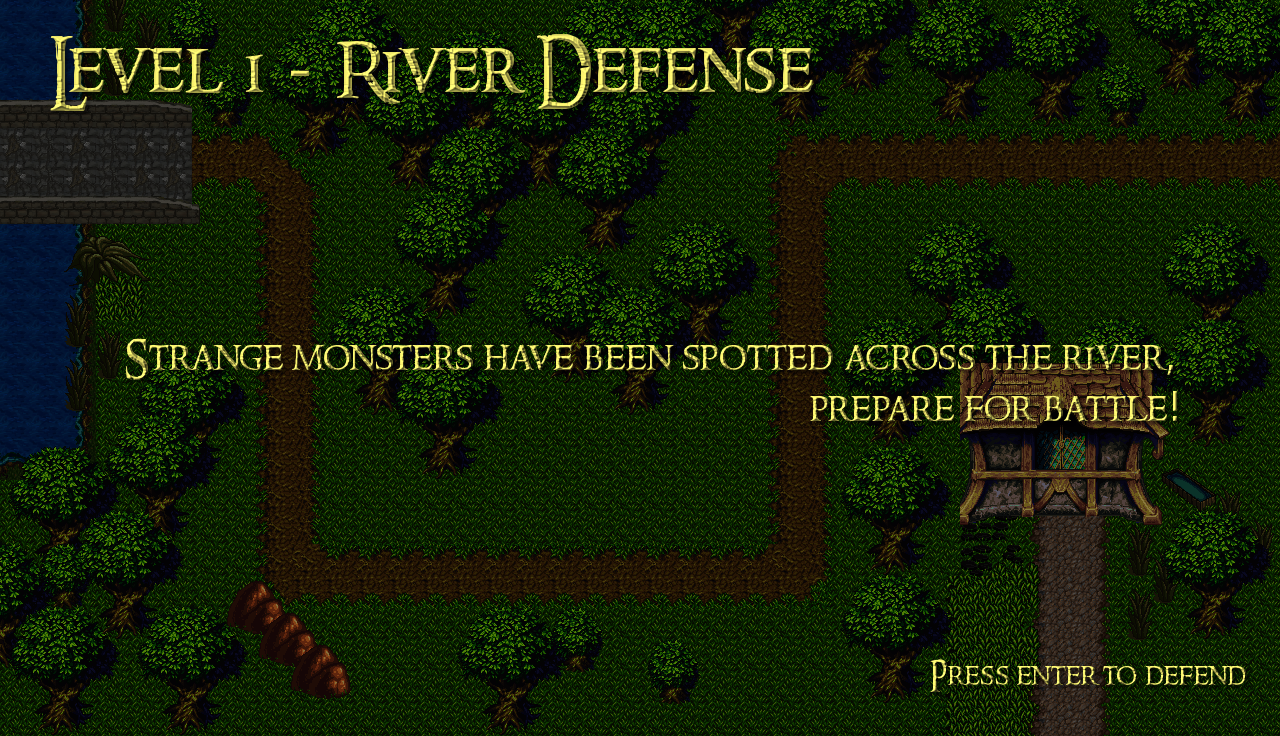 Level 1 - River Defense
Strange monsters have been spotted across the river,
prepare for battle!
Press enter to defend